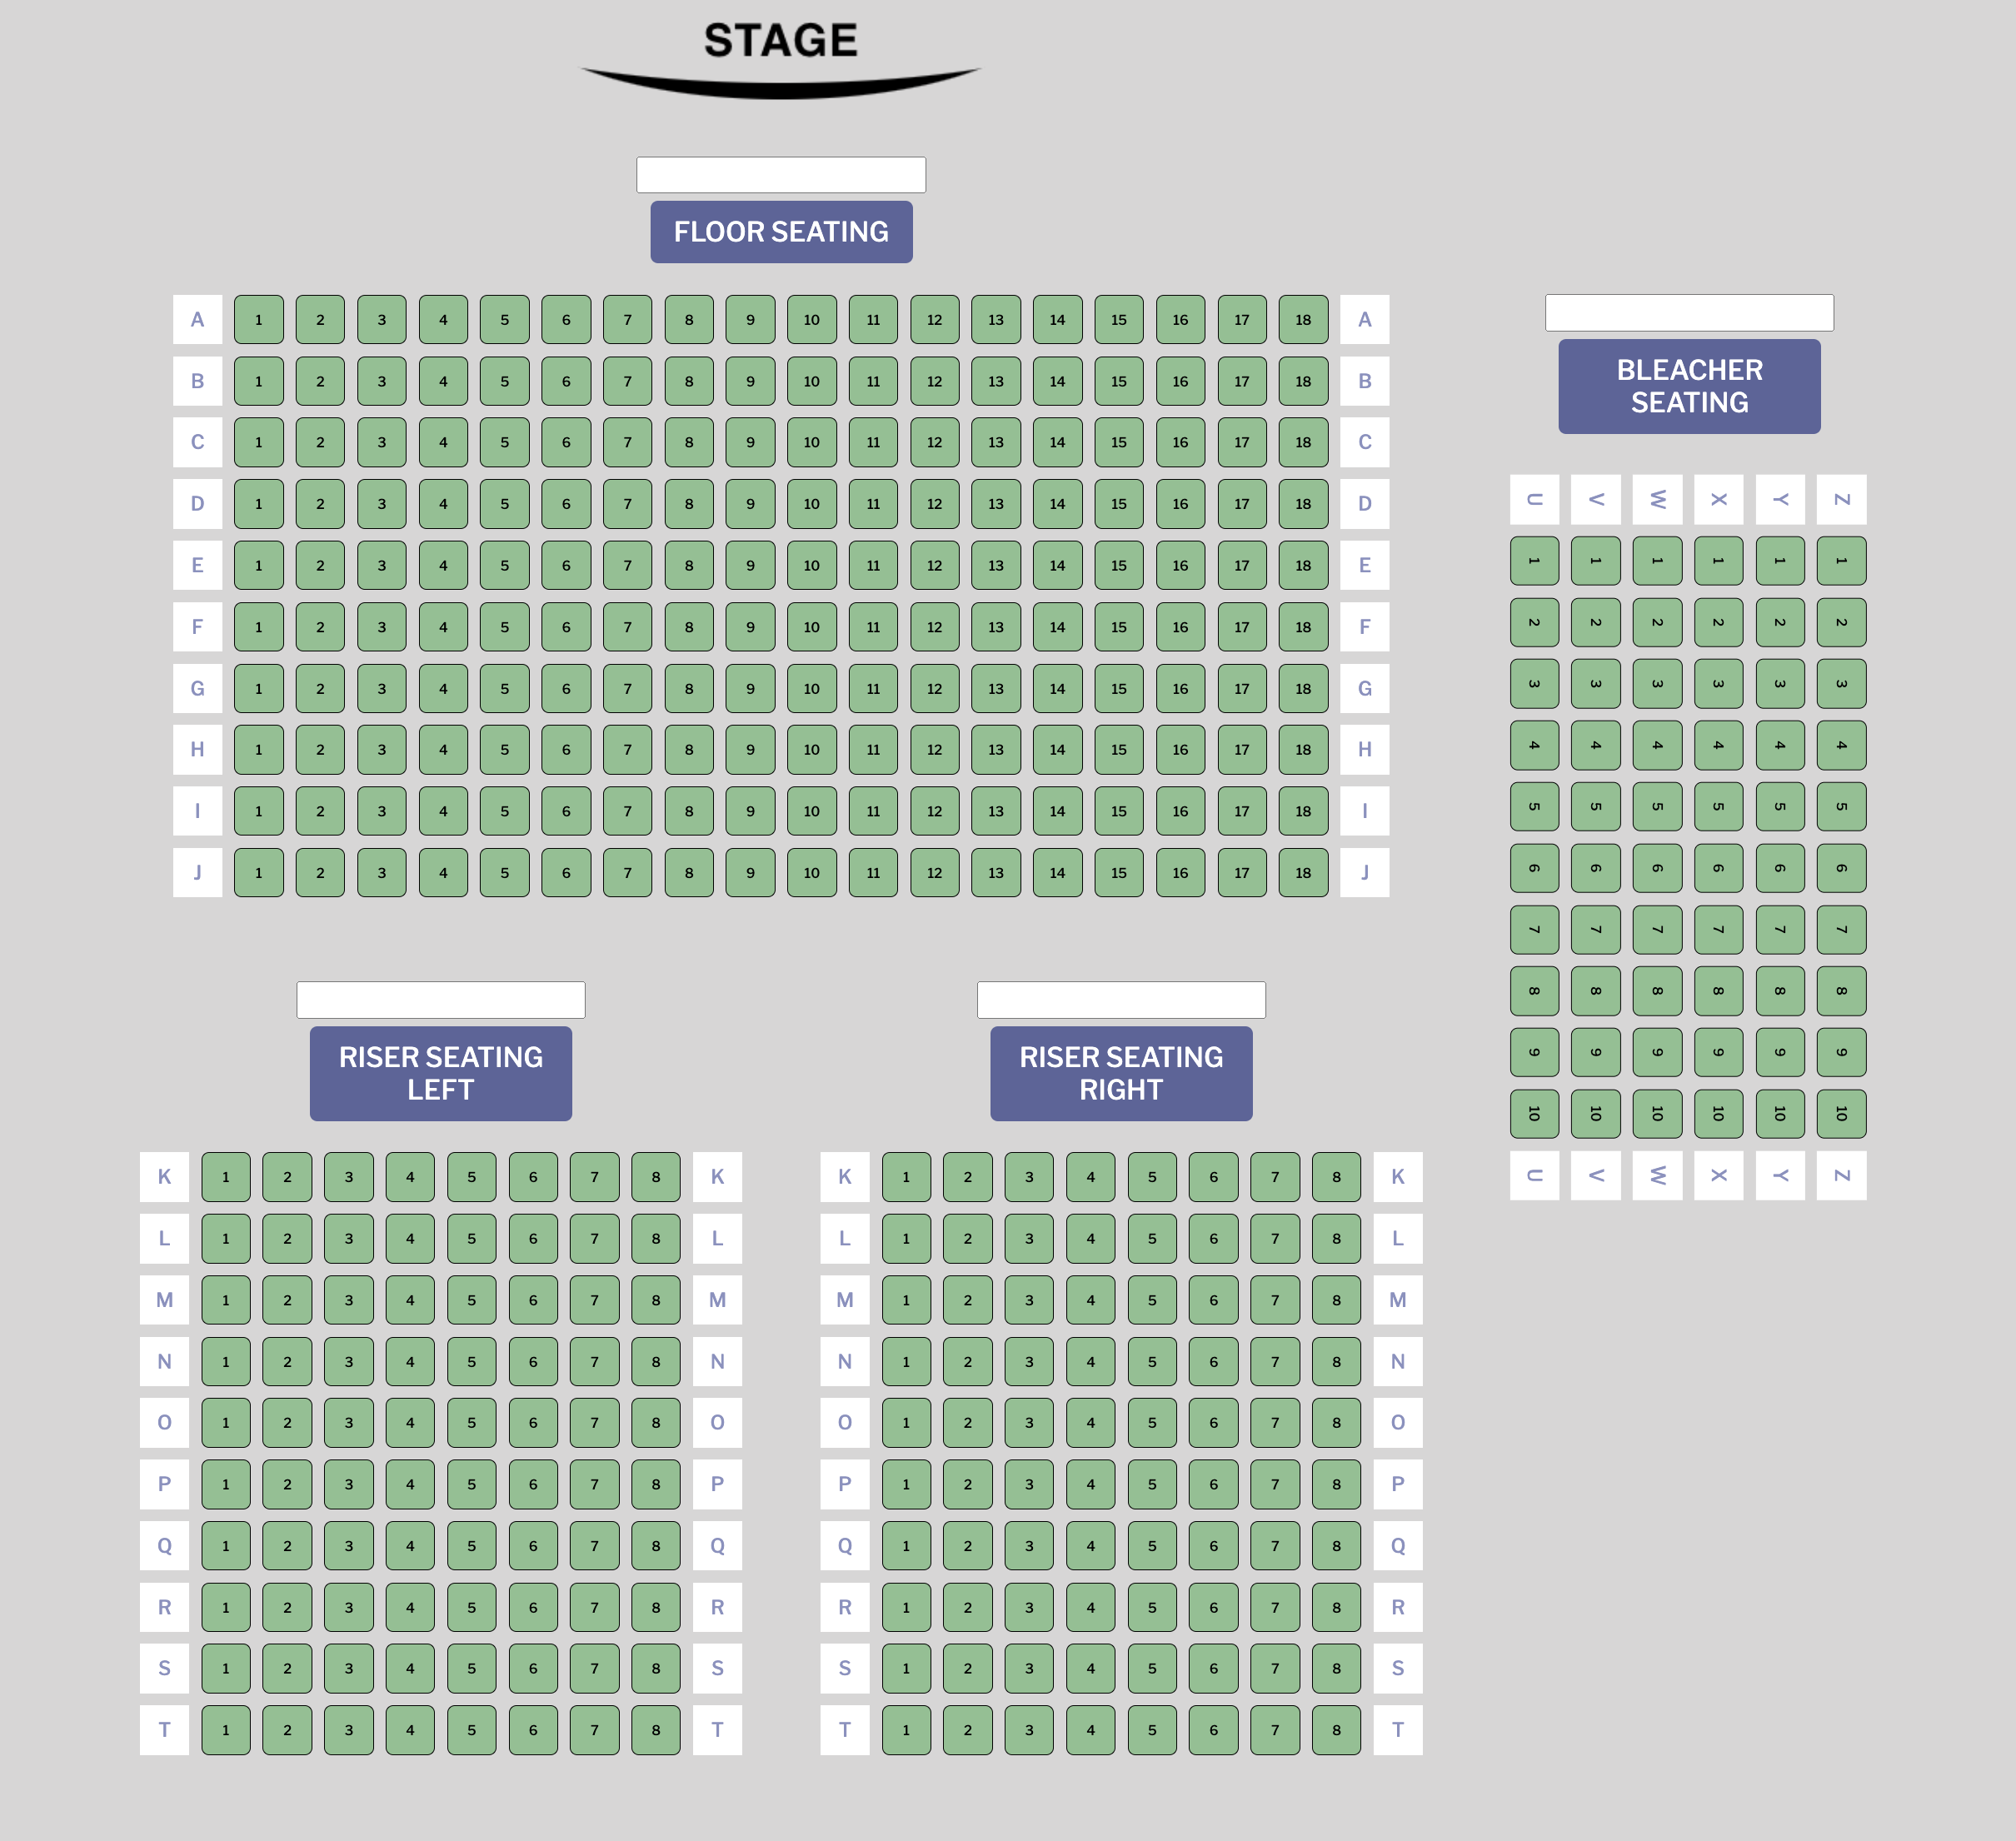 STAGE
FLOOR SEATING
A 1 2 3 4 5 6 7 8 9 10 11 12 13 14 15 16 17 18 A
B 1 2 3 4 5 6 7 8 9 10 11 12 13 14 15 16 17 18 B
C 1 2 3 4 5 6 7 8 9 10 11 12 13 14 15 16 17 18 C
D 1 2 3 4 5 6 7 8 9 10 11 12 13 14 15 16 17 18 D
E 1 2 3 4 5 6 7 8 9 10 11 12 13 14 15 16 17 18 E
F 1 2 3 4 5 6 7 8 9 10 11 12 13 14 15 16 17 18 F
G 1 2 3 4 5 6 7 8 9 10 11 12 13 14 15 16 17 18 G
H 1 2 3 4 5 6 7 8 9 10 11 12 13 14 15 16 17 18 H
I 1 2 3 4 5 6 7 8 9 10 11 12 13 14 15 16 17 18 I
J 1 2 3 4 5 6 7 8 9 10 11 12 13 14 15 16 17 18 J
BLEACHER
SEATING
U V W X Y Z
1 1 1 1 1 1
2 2 2 2 2 2
3 3 3 3 3 3
4 4 4 4 4 4
5 5 5 5 5 5
6 6 6 6 6 6
7 7 7 7 7 7
8 8 8 8 8 8
9 9 9 9 9 9
10 10 10 10 10 10
U V W X Y Z
RISER SEATING
LEFT
K 1 2 3 4 5 6 7 8 K
L 1 2 3 4 5 6 7 8 L
M 1 2 3 4 5 6 7 8 M
N 1 2 3 4 5 6 7 8 N
O 1 2 3 4 5 6 7 8 O
P 1 2 3 4 5 6 7 8 P
Q 1 2 3 4 5 6 7 8 Q
R 1 2 3 4 5 6 7 8 R
S 1 2 3 4 5 6 7 8 S
T 1 2 3 4 5 6 7 8 T
RISER SEATING
RIGHT
K 1 2 3 4 5 6 7 8 K
L 1 2 3 4 5 6 7 8 L
M 1 2 3 4 5 6 7 8 M
N 1 2 3 4 5 6 7 8 N
O 1 2 3 4 5 6 7 8 O
P 1 2 3 4 5 6 7 8 P
Q 1 2 3 4 5 6 7 8 Q
R 1 2 3 4 5 6 7 8 R
S 1 2 3 4 5 6 7 8 S
T 1 2 3 4 5 6 7 8 T